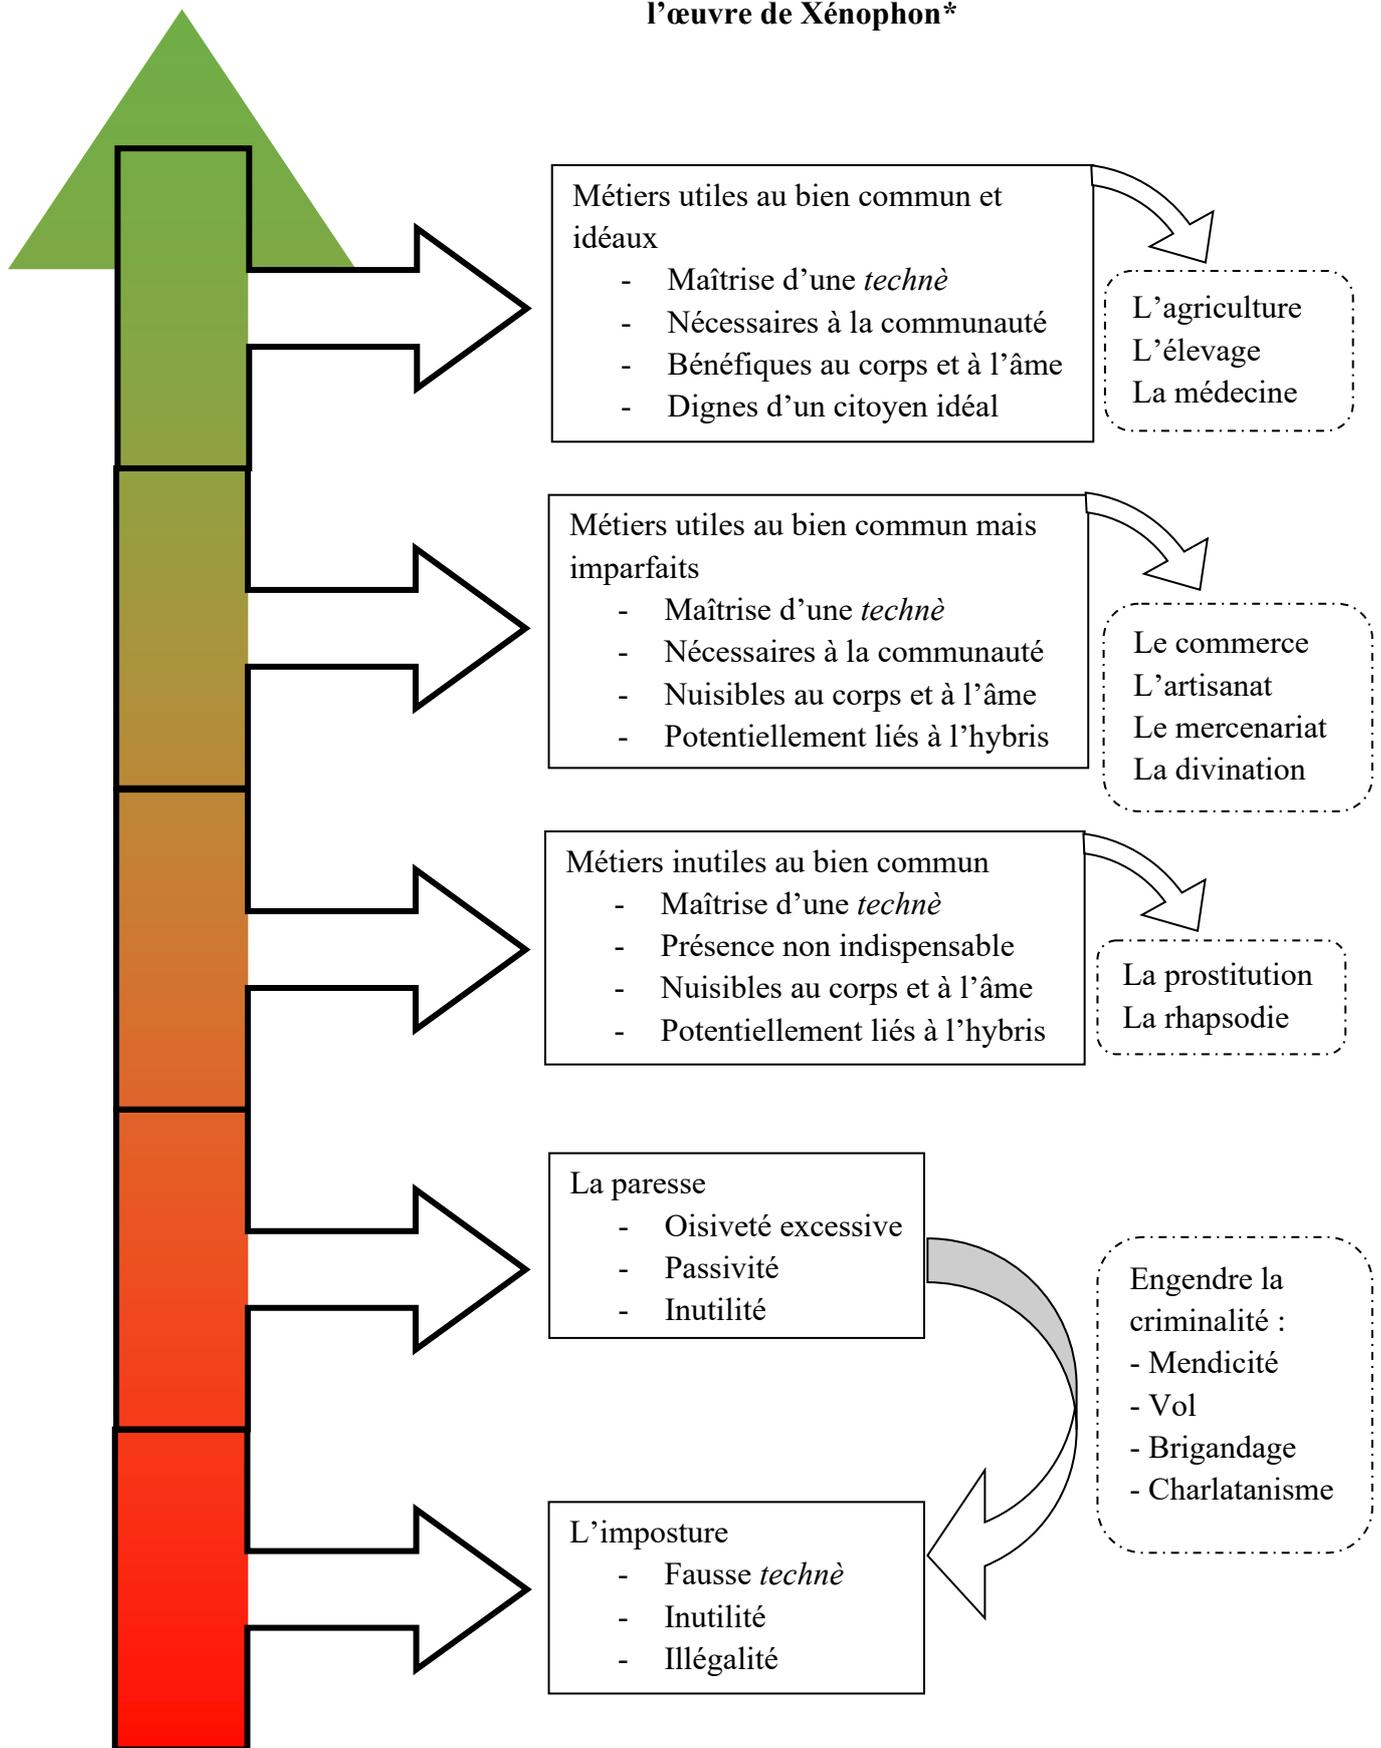 l’œuvre de Xénophon*
Métiers utiles au bien commun et
idéaux
- Maîtrise d’une technè
- Nécessaires à la communauté
- Bénéfiques au corps et à l’âme
- Dignes d’un citoyen idéal
L’agriculture
L’élevage
La médecine
Métiers utiles au bien commun mais
imparfaits
- Maîtrise d’une technè
- Nécessaires à la communauté
- Nuisibles au corps et à l’âme
- Potentiellement liés à l’hybris
Le commerce
L’artisanat
Le mercenariat
La divination
Métiers inutiles au bien commun
- Maîtrise d’une technè
- Présence non indispensable
- Nuisibles au corps et à l’âme
- Potentiellement liés à l’hybris
La prostitution
La rhapsodie
La paresse
- Oisiveté excessive
- Passivité
- Inutilité
Engendre la
criminalité :
- Mendicité
- Vol
- Brigandage
- Charlatanisme
L’imposture
- Fausse technè
- Inutilité
- Illégalité